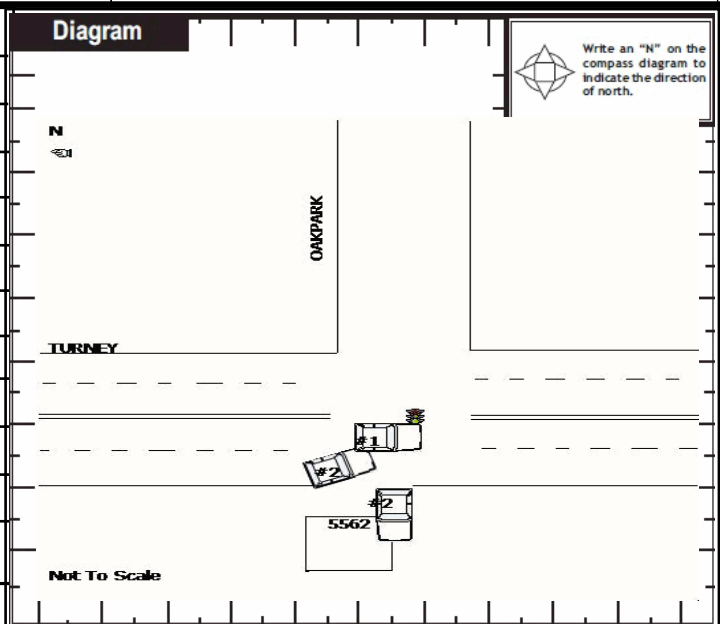 Diagram
Write an “N” on the
compass diagram to
indicate the direction
of north.
N
OAKPARK
TURNEY
#1
#2
#2
5562
Not To Scale